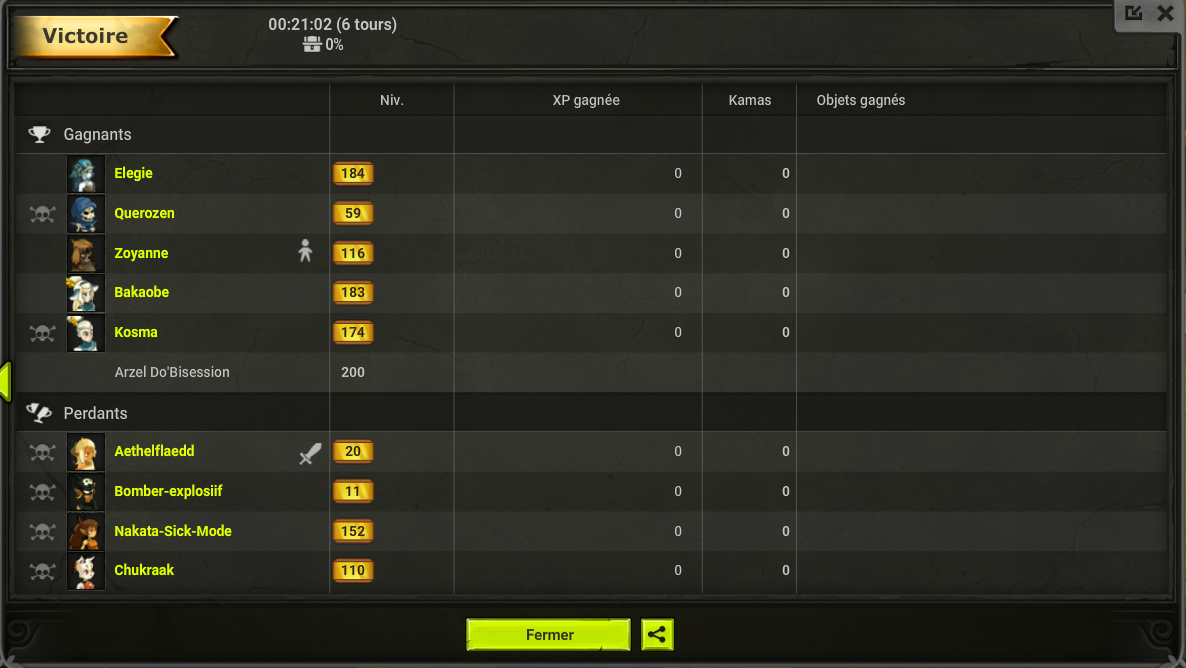 Victoire
00:21:02 (6 tours)
0%
Niv. XP gagnée Kamas Objets gagnés
Gagnants
Elegie 184 0 0
Querozen 59 0 0
Zoyanne 116 0 0
Bakaobe 183 0 0
Kosma 174 0 0
Arzel Do'Bisession 200
Perdants
Aethelflaedd 20 0 0
Bomber-explosiif 11 0 0
Nakata-Sick-Mode 152 0 0
Chukraak 110 0 0
Fermer